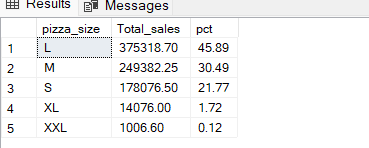 Results Messages
pizza_size Total_sales pct
1 L 375318.70 45.89
2 M 249382.25 30.49
3 S 178076.50 21.77
4 XL 14076.00 1.72
5 XXL 1006.60 0.12